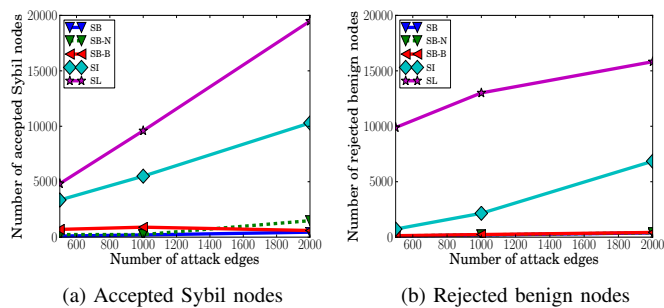 Number of accepted Sybil nodes
20000
15000
10000
5000
0
SB
SB-N
SB-B
SI
SL
600 800 1000 1200 1400 1600 1800 2000
Number of attack edges
(a) Accepted Sybil nodes
Number of rejected benign nodes
20000
15000
10000
5000
0
SB
SB-N
SB-B
SI
SL
600 800 1000 1200 1400 1600 1800 2000
Number of attack edges
(b) Rejected benign nodes